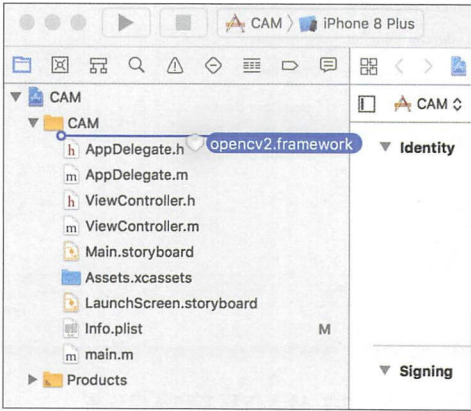 CAM iPhone 8 Plus
CAM
CAM
CAM
opencv2.framework
Identity
h AppDelegate.h
m AppDelegate.m
h ViewController.h
m ViewController.m
Main.storyboard
Assets.xcassets
LaunchScreen.storyboard
Info.plist M
m main.m
Products
Signing